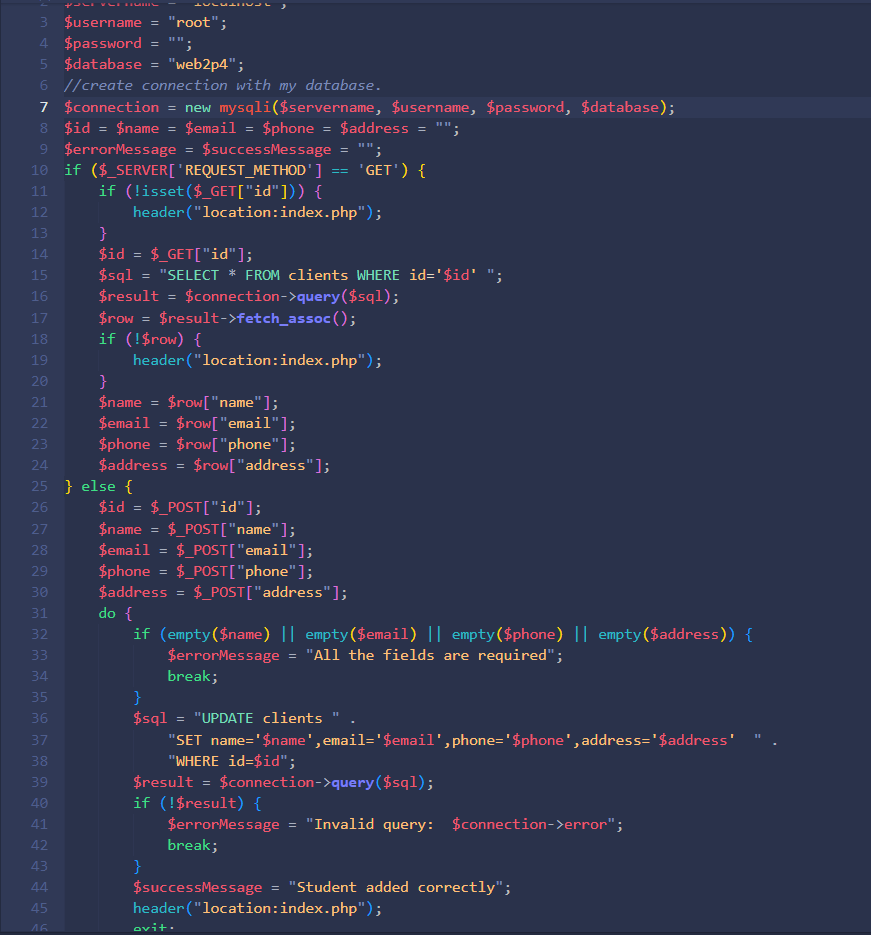 2 $servername = "localhost";
3 $username = "root";
4 $password = "";
5 $database = "web2p4";
6 //create connection with my database.
7 $connection = new mysqli($servername, $username, $password, $database);
8 $id = $name = $email = $phone = $address = "";
9 $errorMessage = $successMessage = "";
10 if ($_SERVER['REQUEST_METHOD'] == 'GET') {
11     if (!isset($_GET["id"])) {
12         header("location:index.php");
13     }
14     $id = $_GET["id"];
15     $sql = "SELECT * FROM clients WHERE id='$id' ";
16     $result = $connection->query($sql);
17     $row = $result->fetch_assoc();
18     if (!$row) {
19         header("location:index.php");
20     }
21     $name = $row["name"];
22     $email = $row["email"];
23     $phone = $row["phone"];
24     $address = $row["address"];
25 } else {
26     $id = $_POST["id"];
27     $name = $_POST["name"];
28     $email = $_POST["email"];
29     $phone = $_POST["phone"];
30     $address = $_POST["address"];
31     do {
32         if (empty($name) || empty($email) || empty($phone) || empty($address)) {
33             $errorMessage = "All the fields are required";
34             break;
35         }
36         $sql = "UPDATE clients " .
37             "SET name='$name',email='$email',phone='$phone',address='$address'  " .
38             "WHERE id=$id";
39         $result = $connection->query($sql);
40         if (!$result) {
41             $errorMessage = "Invalid query:  $connection->error";
42             break;
43         }
44         $successMessage = "Student added correctly";
45         header("location:index.php");
46         exit;